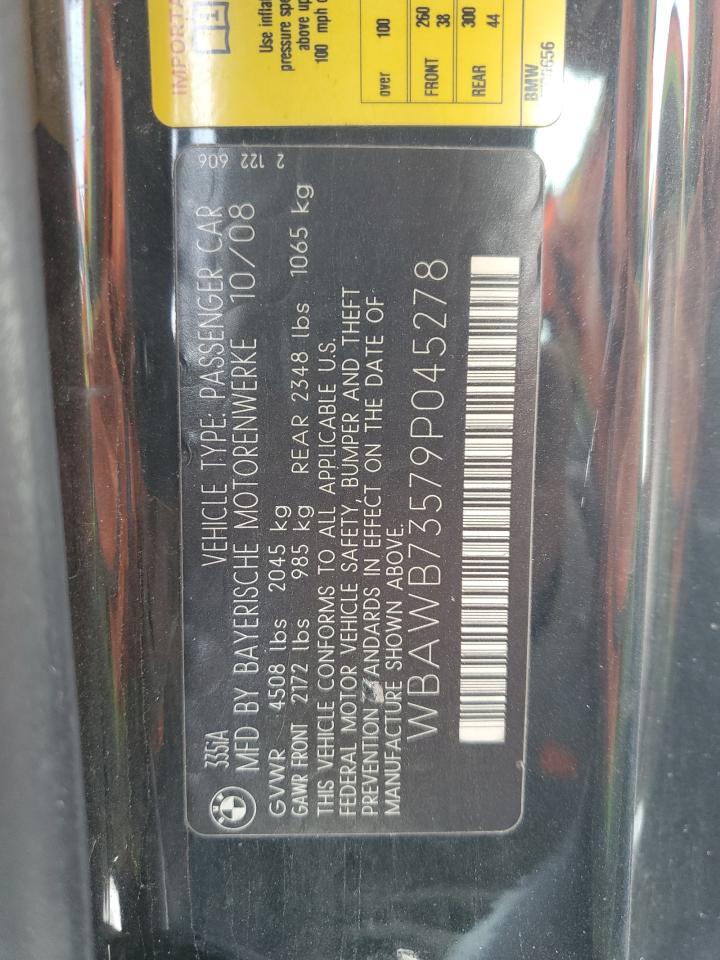 IMPORTA
Use infla
pressure spe
above up
100 mph o
over 100
FRONT 260
38
REAR 300
44
BMW
656
2 122 606
335iA VEHICLE TYPE: PASSENGER CAR
MFD BY BAYERISCHE MOTORENWERKE 10/08
GVWR 4508 lbs 2045 kg
GAWR FRONT 2172 lbs 985 kg REAR 2348 lbs 1065 kg
THIS VEHICLE CONFORMS TO ALL APPLICABLE U.S.
FEDERAL MOTOR VEHICLE SAFETY, BUMPER AND THEFT
PREVENTION STANDARDS IN EFFECT ON THE DATE OF
MANUFACTURE SHOWN ABOVE.
WBAWB73579P045278